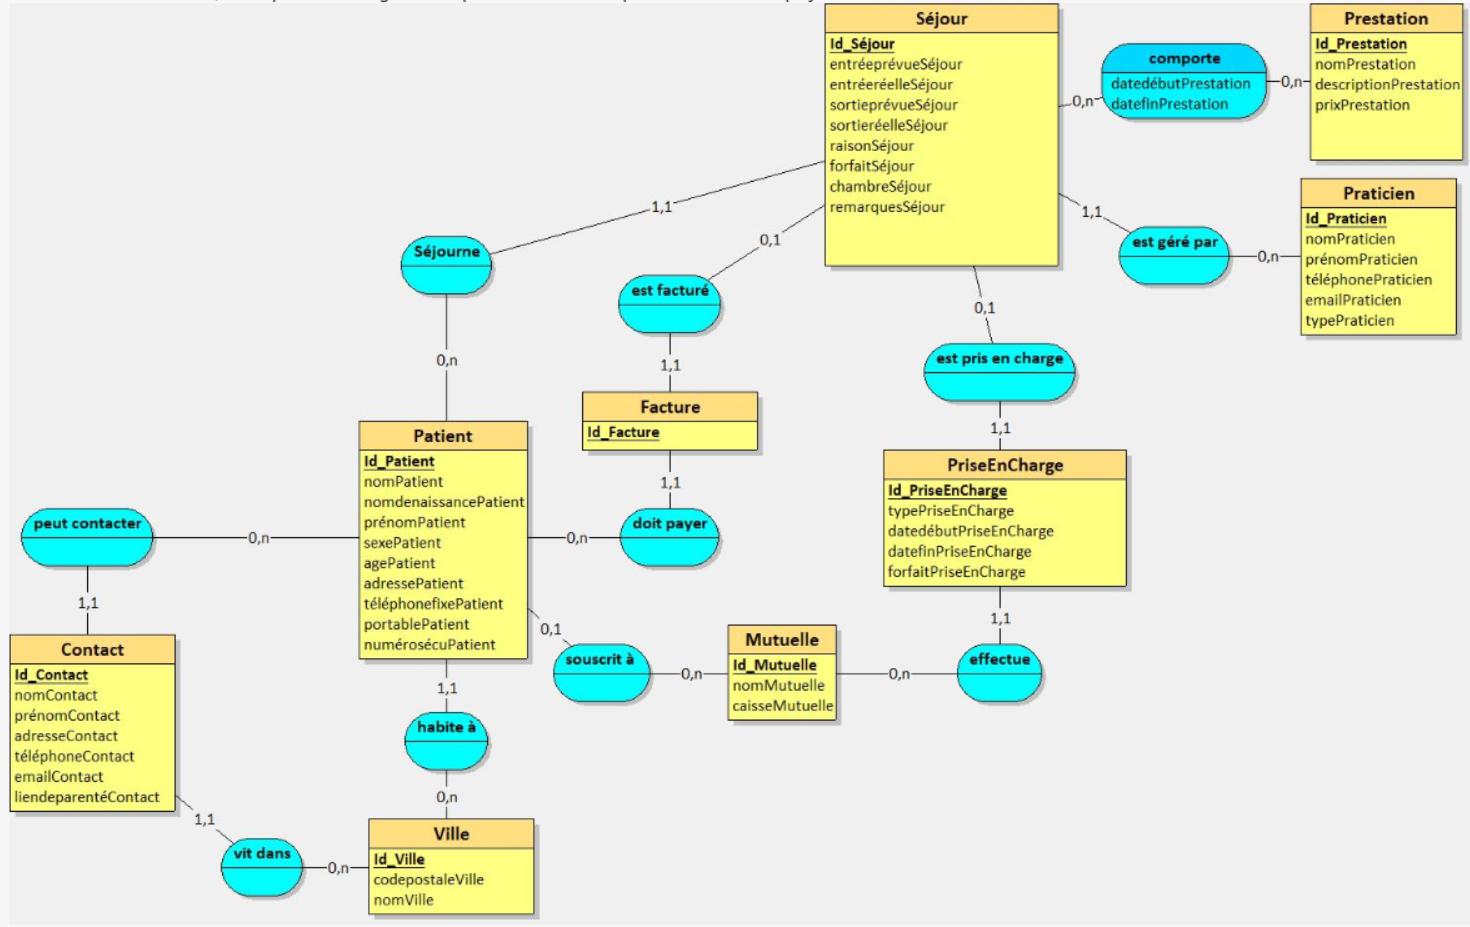 Séjour
Id_Séjour
entréeprévueSéjour
entréeréelleSéjour
sortieprévueSéjour
sortieréelleSéjour
raisonSéjour
forfaitSéjour
chambreSéjour
remarquesSéjour
0,n
comporte
datedébutPrestation
datefinPrestation
0,n
Prestation
Id_Prestation
nomPrestation
descriptionPrestation
prixPrestation
1,1
est géré par
0,n
Praticien
Id_Praticien
nomPraticien
prénomPraticien
téléphonePraticien
emailPraticien
typePraticien
1,1
Séjourne
0,n
0,1
est facturé
1,1
Facture
Id_Facture
1,1
doit payer
0,n
0,1
est pris en charge
1,1
PriseEnCharge
Id_PriseEnCharge
typePriseEnCharge
datedébutPriseEnCharge
datefinPriseEnCharge
forfaitPriseEnCharge
1,1
effectue
0,n
Patient
Id_Patient
nomPatient
nomdenaissancePatient
prénomPatient
sexePatient
agePatient
adressePatient
téléphonefixePatient
portablePatient
numérosécuPatient
0,n
peut contacter
1,1
Contact
Id_Contact
nomContact
prénomContact
adresseContact
téléphoneContact
emailContact
liendeparentéContact
1,1
vit dans
0,n
0,1
souscrit à
0,n
Mutuelle
Id_Mutuelle
nomMutuelle
caisseMutuelle
1,1
habite à
0,n
Ville
Id_Ville
codepostaleVille
nomVille